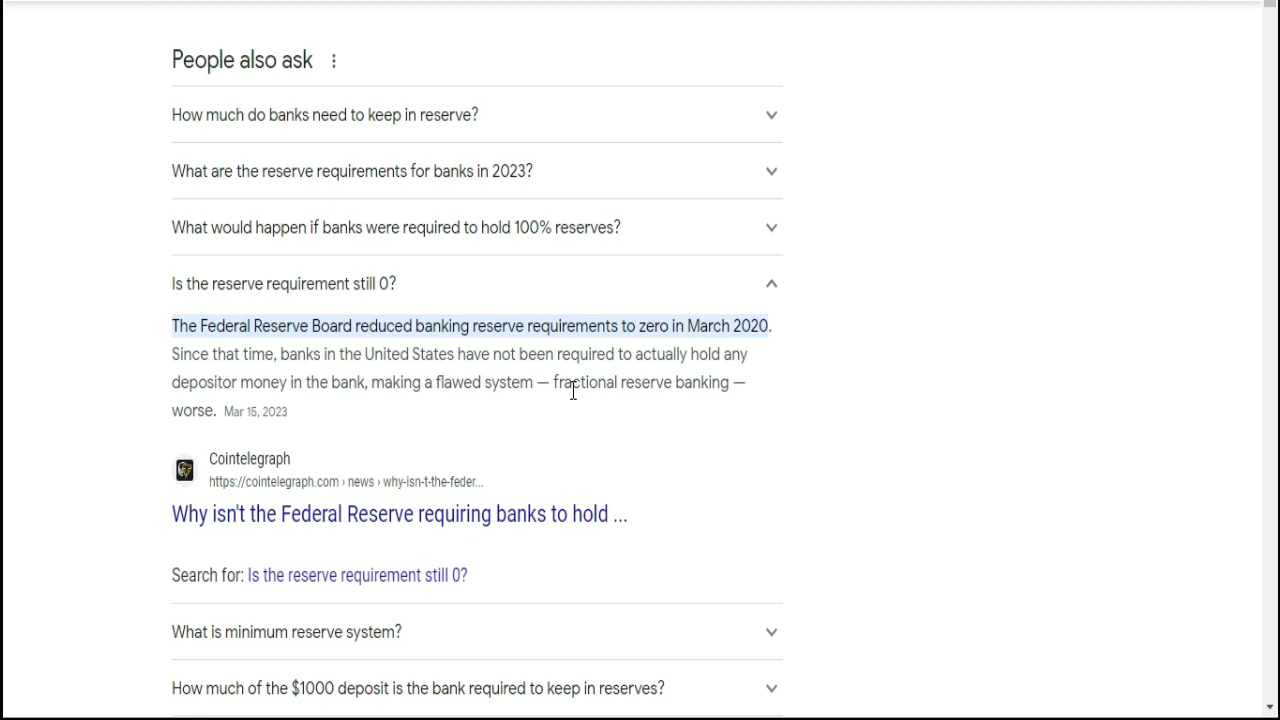 People also ask
How much do banks need to keep in reserve?
What are the reserve requirements for banks in 2023?
What would happen if banks were required to hold 100% reserves?
Is the reserve requirement still 0?
The Federal Reserve Board reduced banking reserve requirements to zero in March 2020.
Since that time, banks in the United States have not been required to actually hold any
depositor money in the bank, making a flawed system — fractional reserve banking —
worse. Mar 15, 2023
Cointelegraph
https://cointelegraph.com › news › why-isn-t-the-feder...
Why isn't the Federal Reserve requiring banks to hold ...
Search for: Is the reserve requirement still 0?
What is minimum reserve system?
How much of the $1000 deposit is the bank required to keep in reserves?